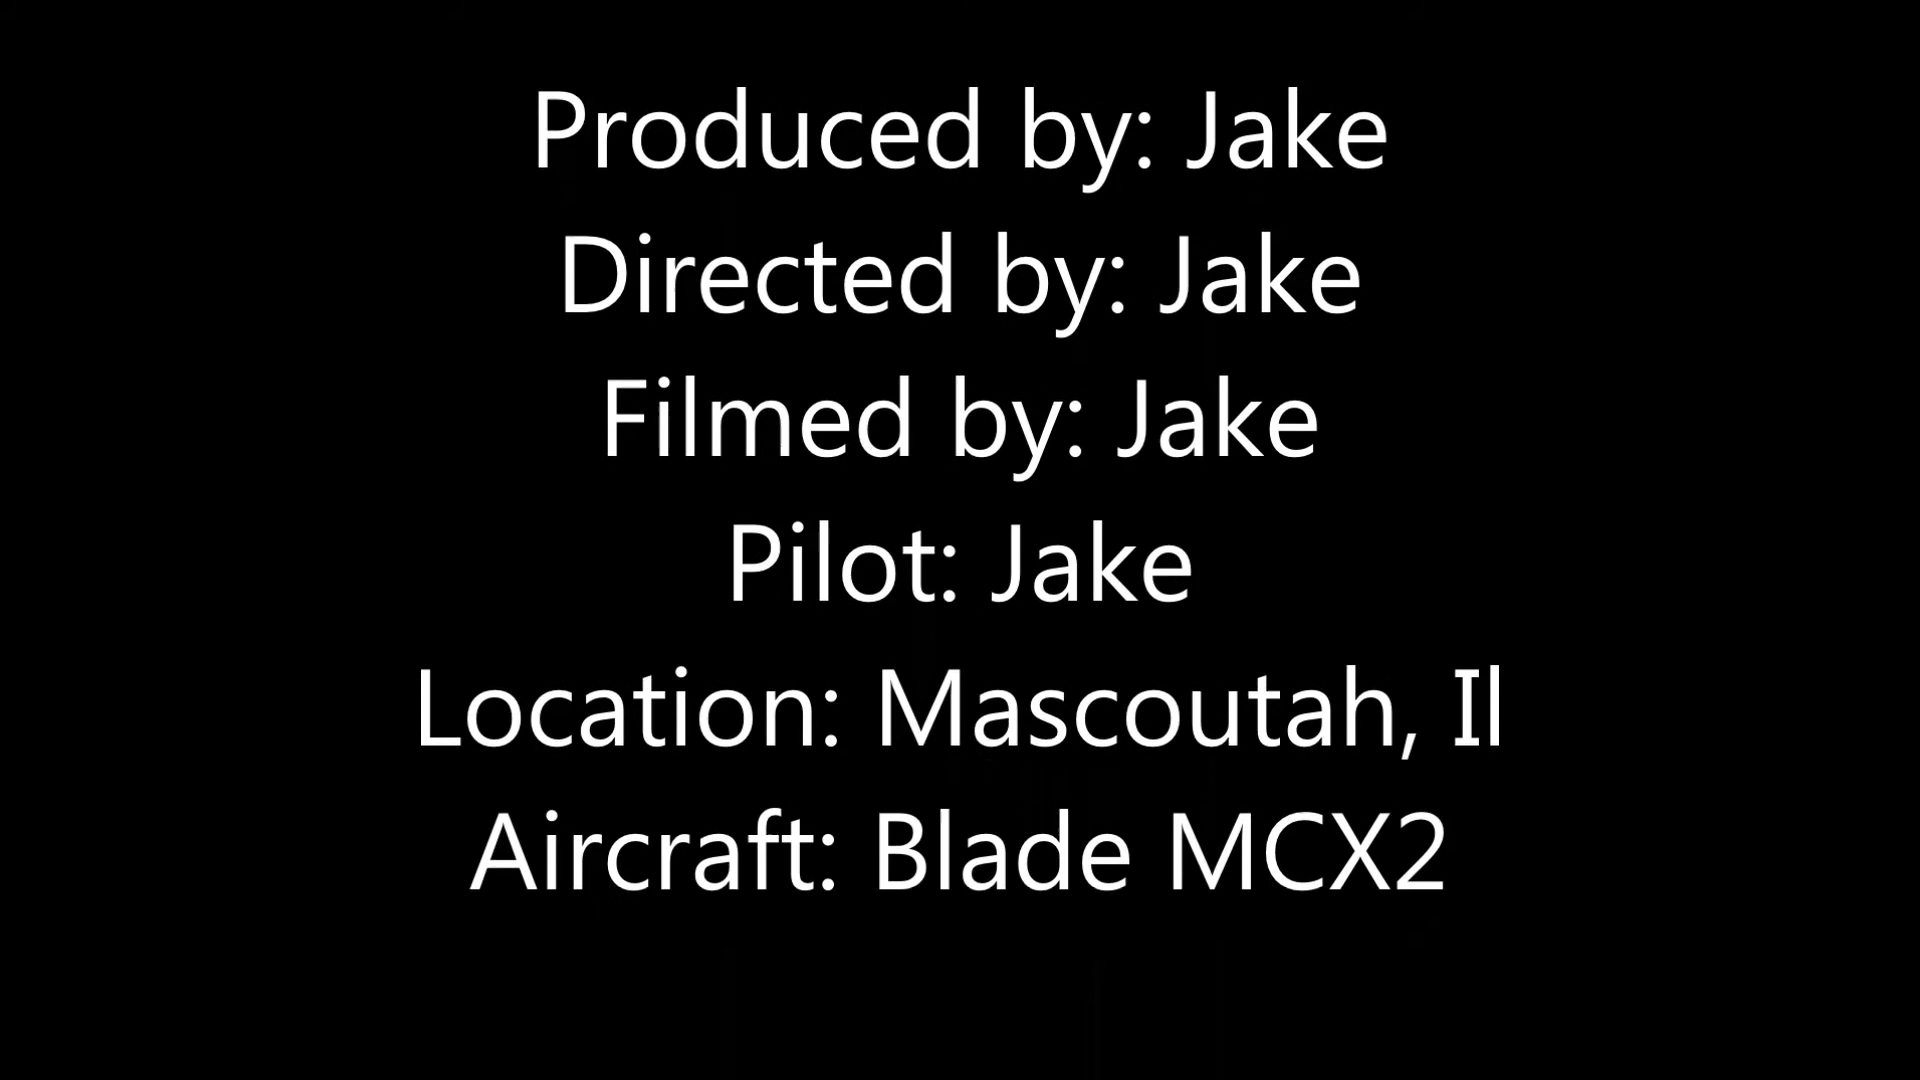 Produced by: Jake
Directed by: Jake
Filmed by: Jake
Pilot: Jake
Location: Mascoutah, Il
Aircraft: Blade MCX2